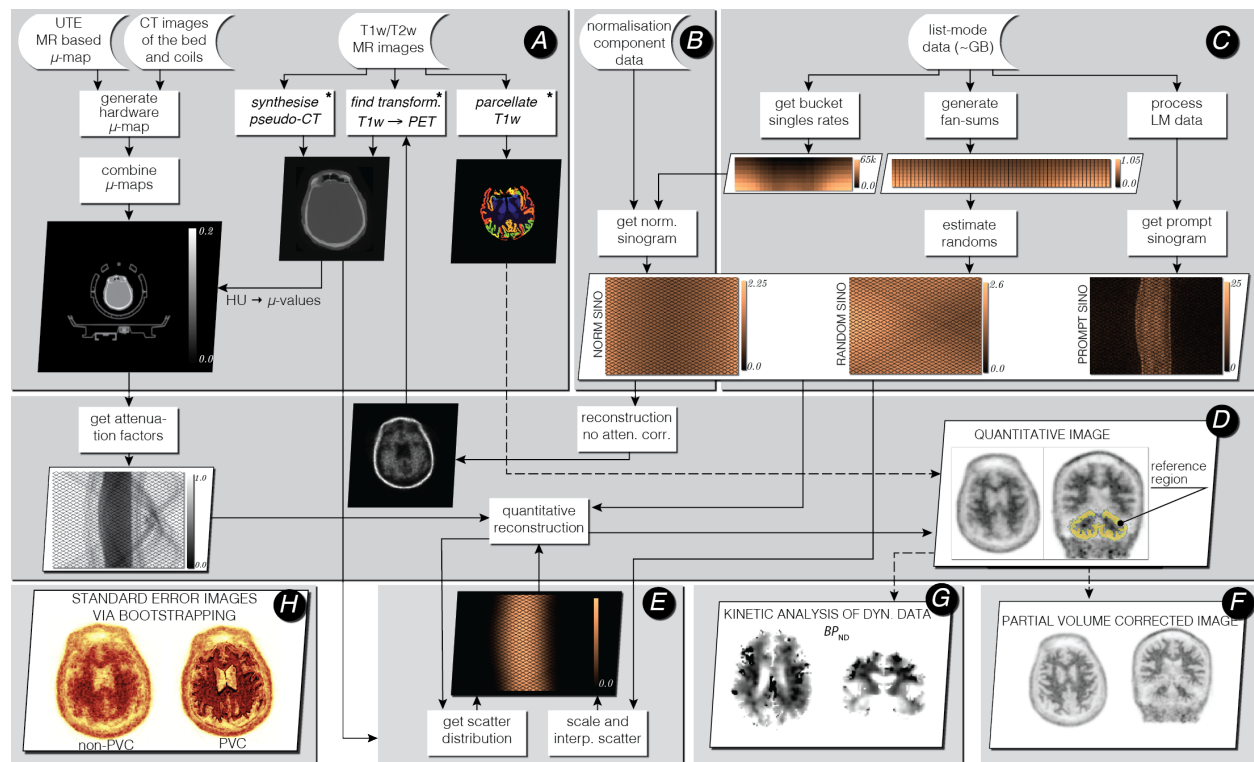 UTE
MR based
μ-map
CT images
of the bed
and coils
T1w/T2w
MR images
A
generate
hardware
μ-map
synthesise *
pseudo-CT
find transform. *
T1w → PET
parcellate *
T1w
combine
μ-maps
0.2
0.0
HU → μ-values
normalisation
component
data
B
get norm.
sinogram
list-mode
data (~GB)
C
get bucket
singles rates
generate
fan-sums
process
LM data
65k
0.0
1.05
0.0
estimate
randoms
get prompt
sinogram
NORM SINO
2.25
0.0
RANDOM SINO
2.6
0.0
PROMPT SINO
25
0
get attenua-
tion factors
1.0
0.0
reconstruction
no atten. corr.
quantitative
reconstruction
D
QUANTITATIVE IMAGE
reference
region
H
STANDARD ERROR IMAGES
VIA BOOTSTRAPPING
non-PVC
PVC
E
0.0
get scatter
distribution
scale and
interp. scatter
G
KINETIC ANALYSIS OF DYN. DATA
BPND
F
PARTIAL VOLUME CORRECTED IMAGE